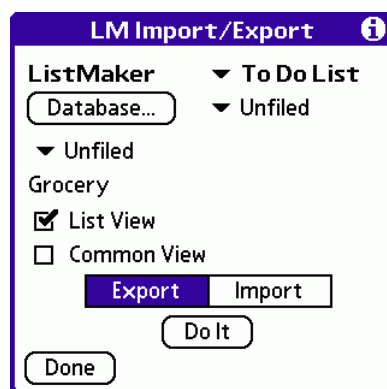 LM Import/Export
ListMaker To Do List
Database... Unfiled
Unfiled
Grocery
List View
Common View
Export Import
Do It
Done